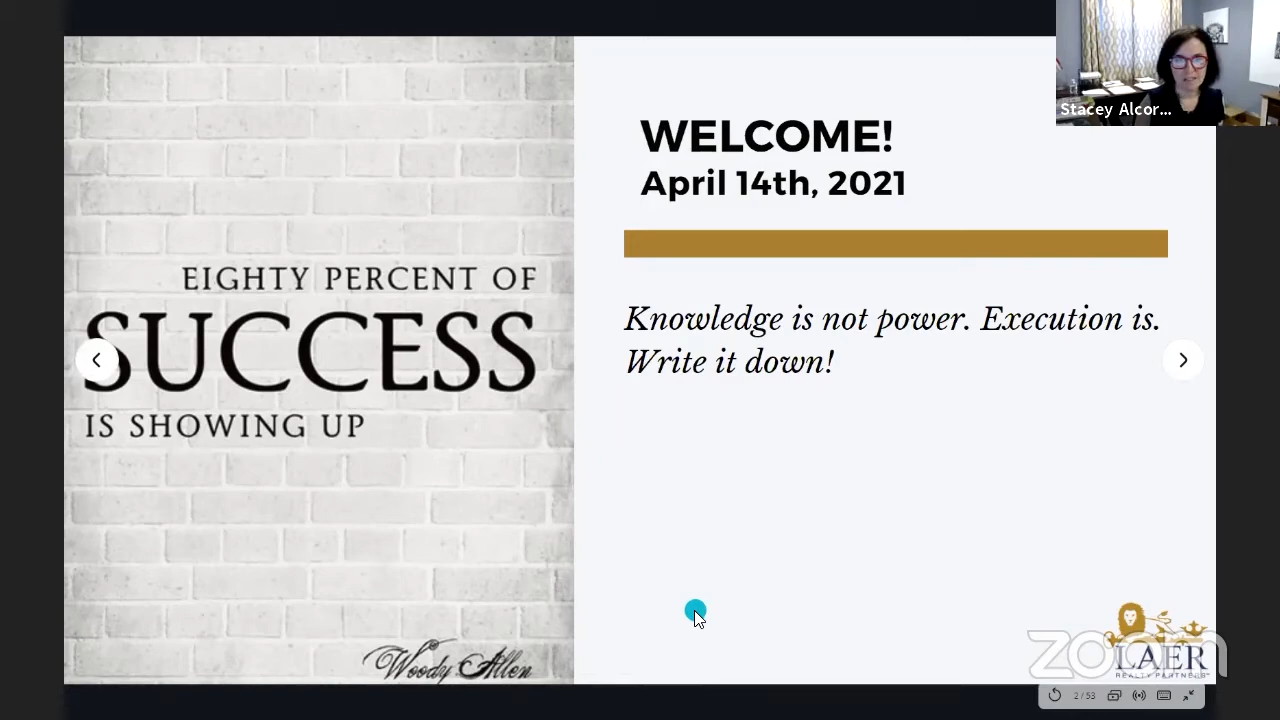 Stacey Alcor...
EIGHTY PERCENT OF
SUCCESS
IS SHOWING UP
Woody Allen
WELCOME!
April 14th, 2021
Knowledge is not power. Execution is.
Write it down!
zoom
LAER
REALTY PARTNERS
2 / 53